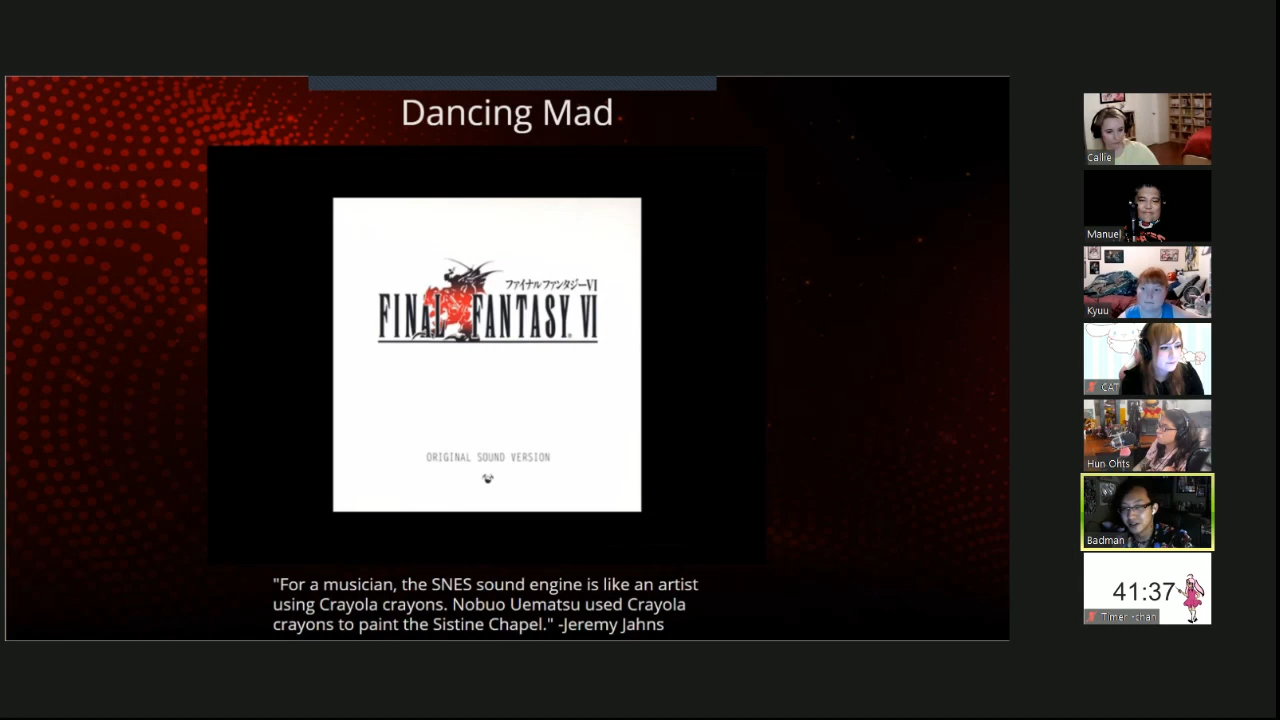 Dancing Mad
ファイナルファンタジーVI
FINAL FANTASY VI
ORIGINAL SOUND VERSION
"For a musician, the SNES sound engine is like an artist
using Crayola crayons. Nobuo Uematsu used Crayola
crayons to paint the Sistine Chapel." -Jeremy Jahns
Callie
Manuel
Kyuu
CAT
Hun Ohts
Badman
41:37
Timer -chan